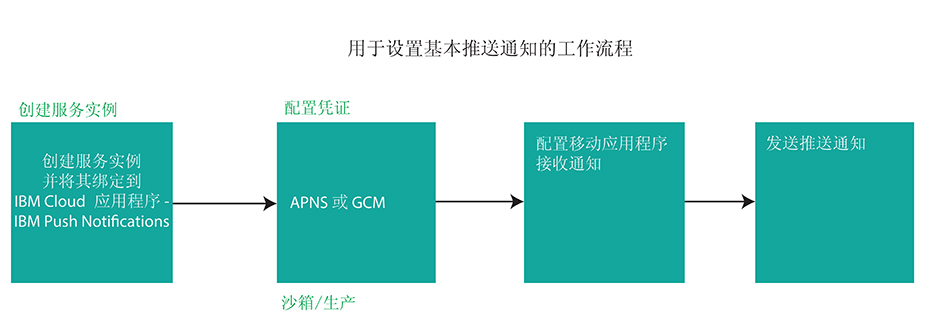 用于设置基本推送通知的工作流程
创建服务实例
创建服务实例
并将其绑定到
IBM Cloud 应用程序 -
IBM Push Notifications
配置凭证
APNS 或 GCM
沙箱/生产
配置移动应用程序
接收通知
发送推送通知